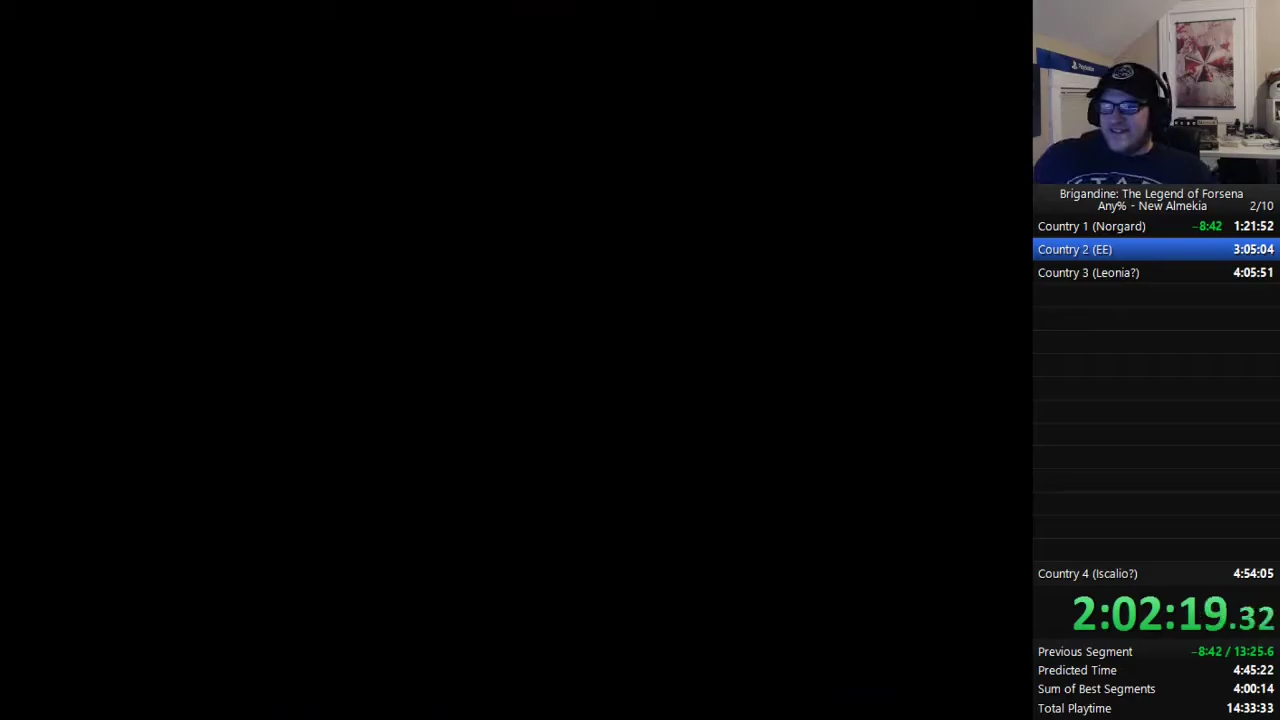 Brigandine: The Legend of Forsena
Any% - New Almekia 2/10
Country 1 (Norgard) −8:42 1:21:52
Country 2 (EE) 3:05:04
Country 3 (Leonia?) 4:05:51
Country 4 (Iscalio?) 4:54:05
2:02:19.32
Previous Segment −8:42 / 13:25.6
Predicted Time 4:45:22
Sum of Best Segments 4:00:14
Total Playtime 14:33:33